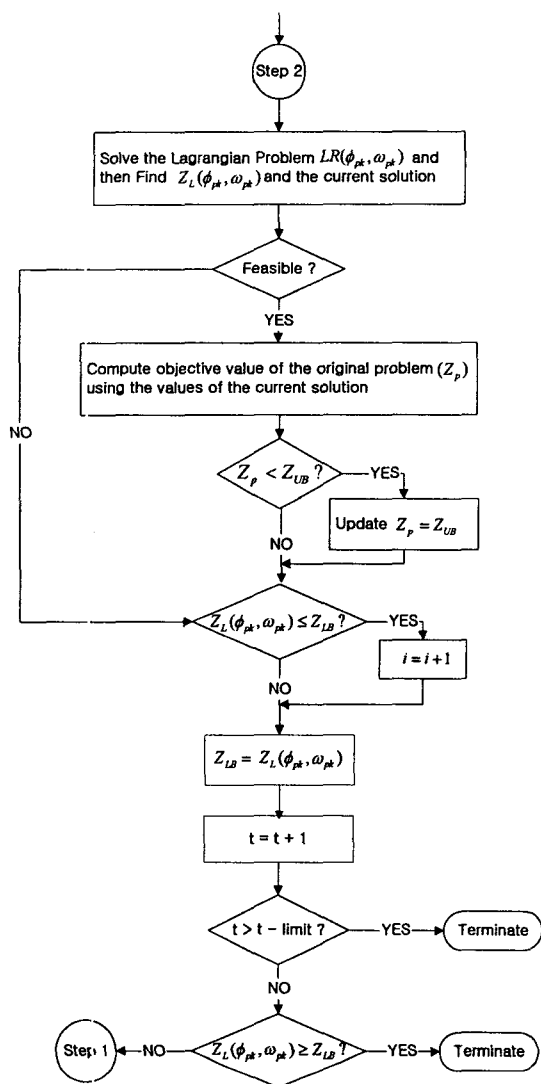 Step 2
Solve the Lagrangian Problem LR(ϕpk, ωpk) and
then Find ZL(ϕpk, ωpk) and the current solution
Feasible ?
YES
Compute objective value of the original problem (Zp)
using the values of the current solution
NO
Zp < ZUB ?
YES
Update Zp = ZUB
NO
ZL(ϕpk, ωpk) ≤ ZLB ?
YES
i = i + 1
NO
ZLB = ZL(ϕpk, ωpk)
t = t + 1
t > t - limit ?
YES
Terminate
NO
Step 1
NO
ZL(ϕpk, ωpk) ≥ ZLB ?
YES
Terminate